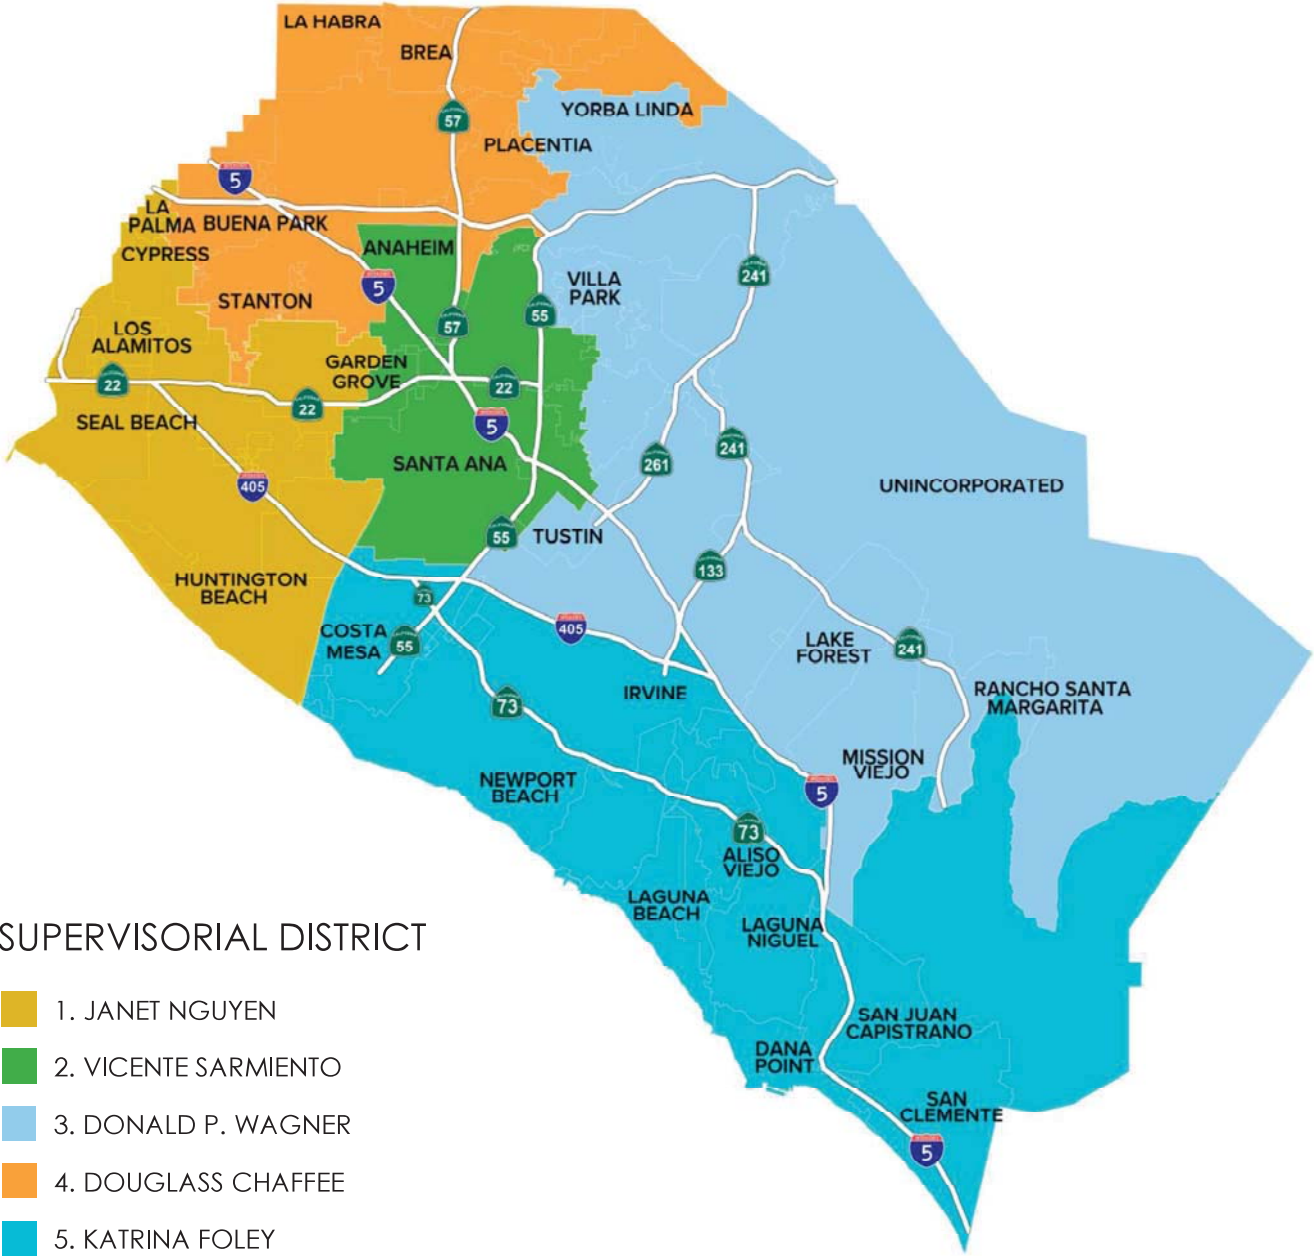 LA HABRA
BREA
57
YORBA LINDA
PLACENTIA
5
LA
PALMA
BUENA PARK
CYPRESS
ANAHEIM
241
VILLA
PARK
5
STANTON
55
57
LOS
ALAMITOS
GARDEN
GROVE
22
22
22
SEAL BEACH
5
241
261
SANTA ANA
405
UNINCORPORATED
55
TUSTIN
133
HUNTINGTON
BEACH
73
405
COSTA
MESA
55
LAKE
FOREST
241
IRVINE
RANCHO SANTA
MARGARITA
73
MISSION
VIEJO
NEWPORT
BEACH
5
73
ALISO
VIEJO
LAGUNA
BEACH
LAGUNA
NIGUEL
SAN JUAN
CAPISTRANO
DANA
POINT
SAN
CLEMENTE
5
SUPERVISORIAL DISTRICT
1. JANET NGUYEN
2. VICENTE SARMIENTO
3. DONALD P. WAGNER
4. DOUGLASS CHAFFEE
5. KATRINA FOLEY